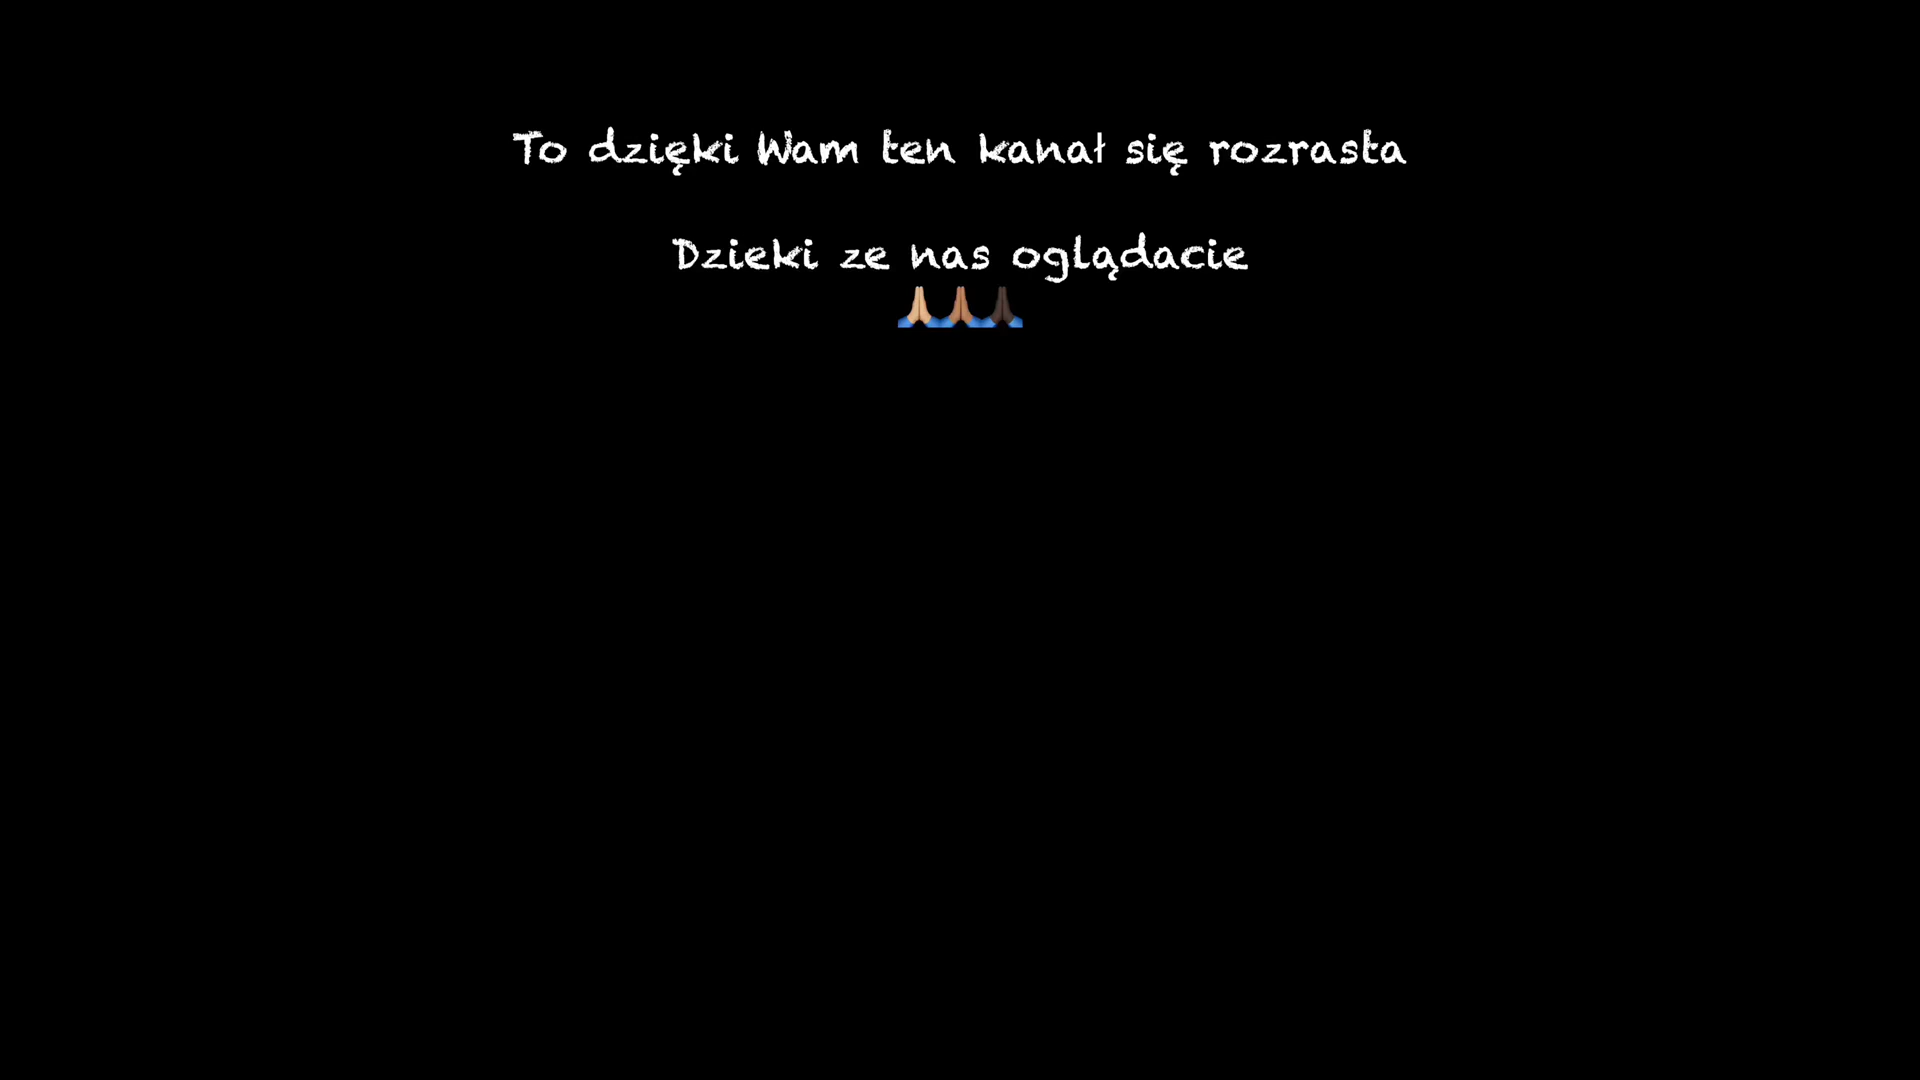 To dzięki Wam ten kanał się rozrasta
Dzieki ze nas oglądacie
🙏🏼🙏🏽🙏🏿